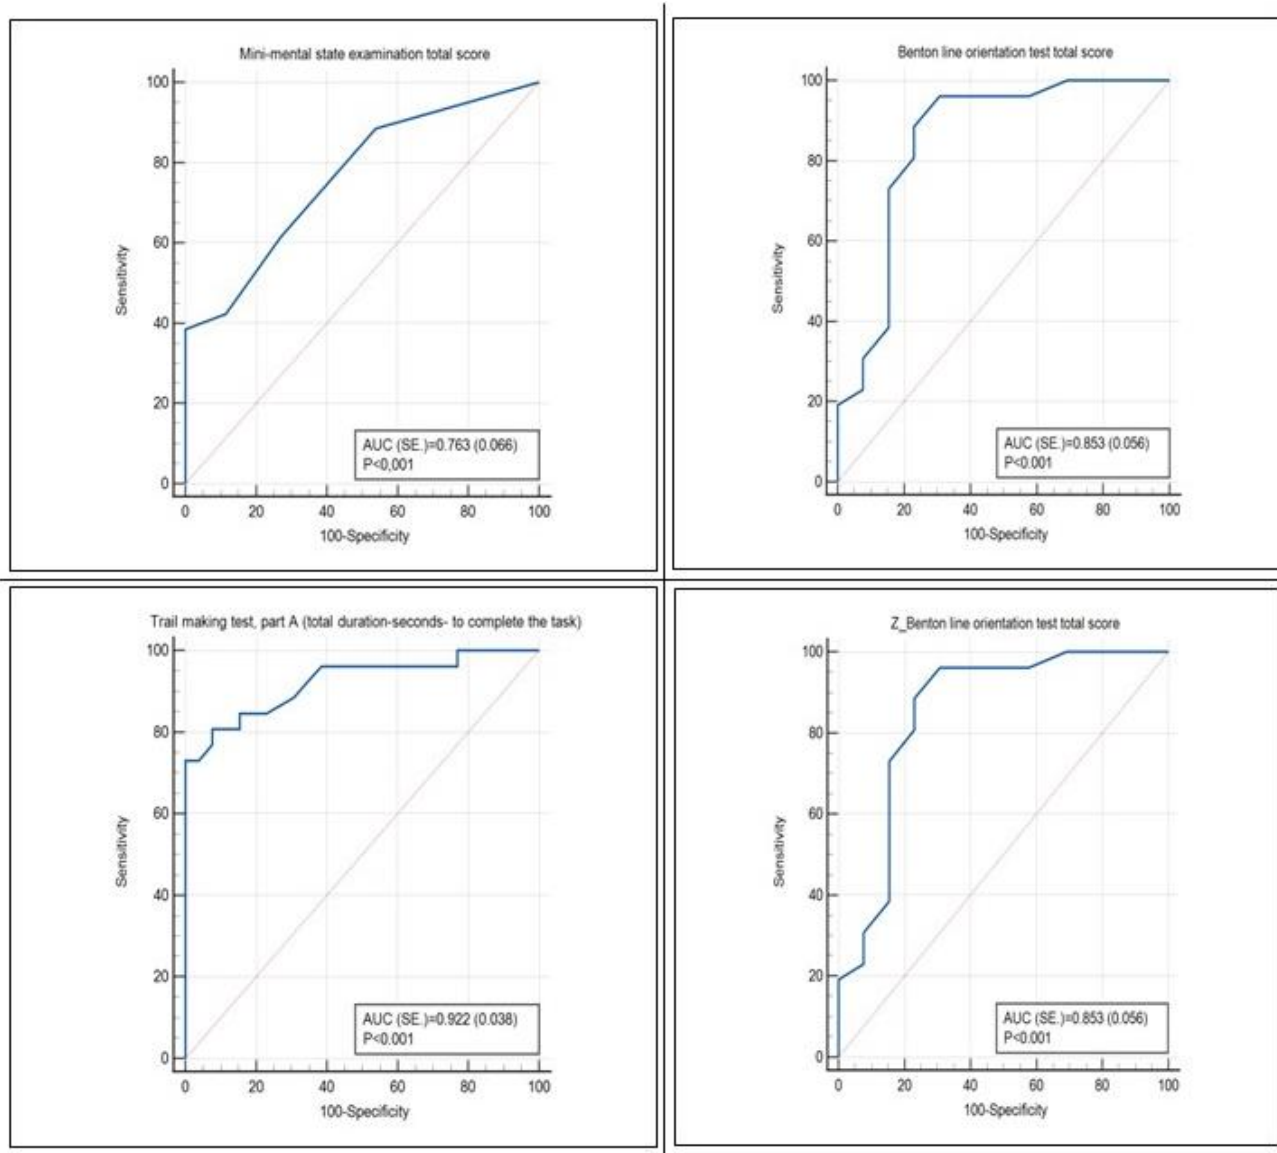 Mini-mental state examination total score
100
80
60
40
20
0
Sensitivity
AUC (SE.)=0.763 (0.066)
P<0,001
0 20 40 60 80 100
100-Specificity
Benton line orientation test total score
100
80
60
40
20
0
Sensitivity
AUC (SE.)=0.853 (0.056)
P<0.001
0 20 40 60 80 100
100-Specificity
Trail making test, part A (total duration-seconds- to complete the task)
100
80
60
40
20
0
Sensitivity
AUC (SE.)=0.922 (0.038)
P<0.001
0 20 40 60 80 100
100-Specificity
Z_Benton line orientation test total score
100
80
60
40
20
0
Sensitivity
AUC (SE.)=0.853 (0.056)
P<0.001
0 20 40 60 80 100
100-Specificity